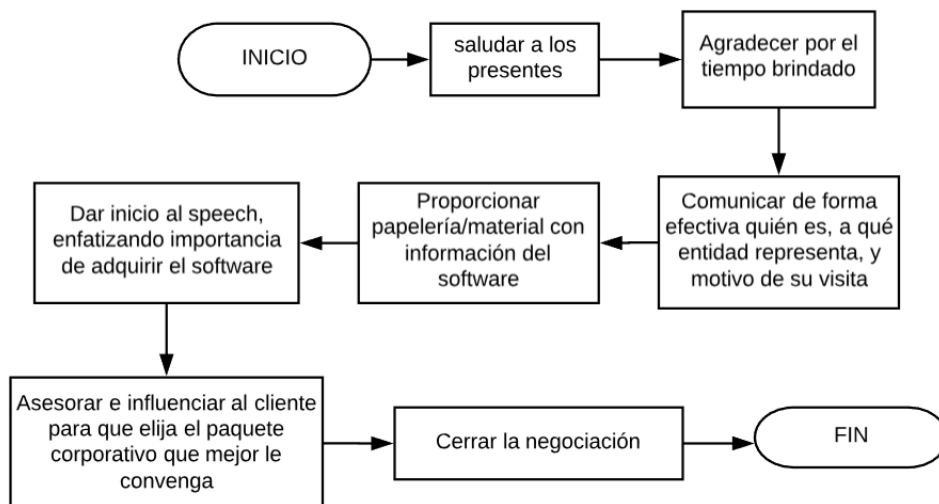 INICIO
saludar a los
presentes
Agradecer por el
tiempo brindado
Comunicar de forma
efectiva quién es, a qué
entidad representa, y
motivo de su visita
Proporcionar
papelería/material con
información del
software
Dar inicio al speech,
enfatizando importancia
de adquirir el software
Asesorar e influenciar al cliente
para que elija el paquete
corporativo que mejor le
convenga
Cerrar la negociación
FIN